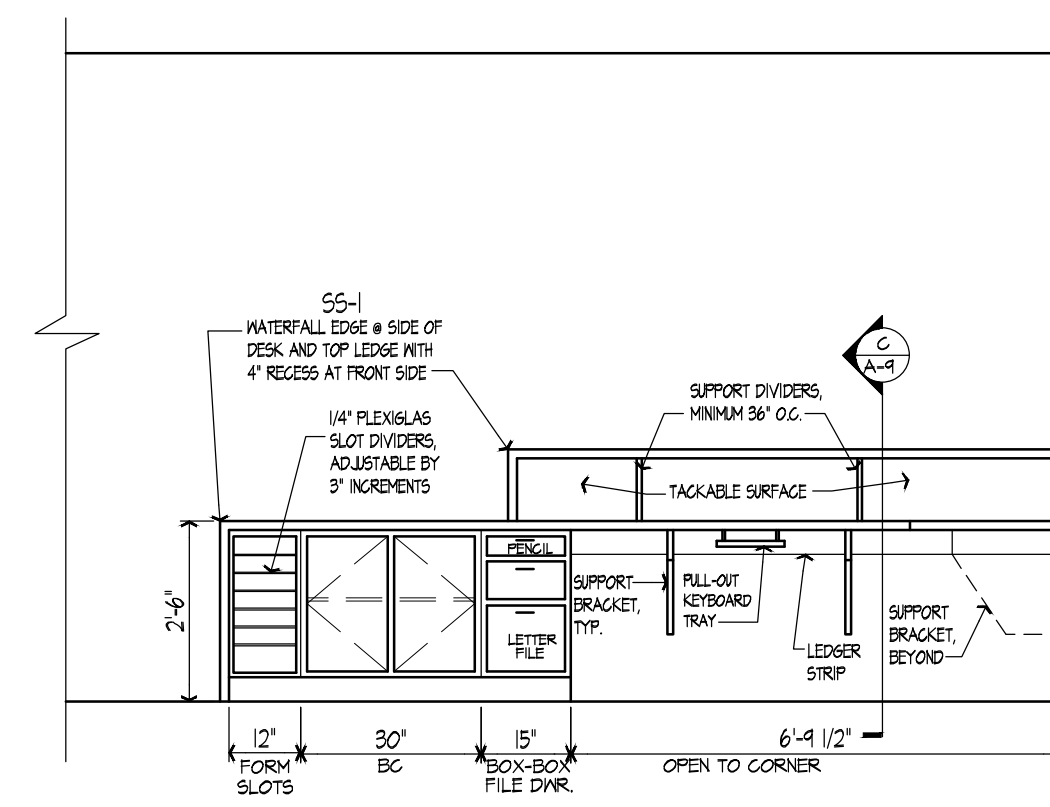 SS-1
WATERFALL EDGE @ SIDE OF
DESK AND TOP LEDGE WITH
4" RECESS AT FRONT SIDE
1/4" PLEXIGLAS
SLOT DIVIDERS,
ADJUSTABLE BY
3" INCREMENTS
C
A-9
SUPPORT DIVIDERS,
MINIMUM 36" O.C.
TACKABLE SURFACE
2'-6"
PENCIL
LETTER
FILE
SUPPORT
BRACKET,
TYP.
PULL-OUT
KEYBOARD
TRAY
LEDGER
STRIP
SUPPORT
BRACKET,
BEYOND
12"
FORM
SLOTS
30"
BC
15"
BOX-BOX
FILE DWR.
6'-9 1/2"
OPEN TO CORNER